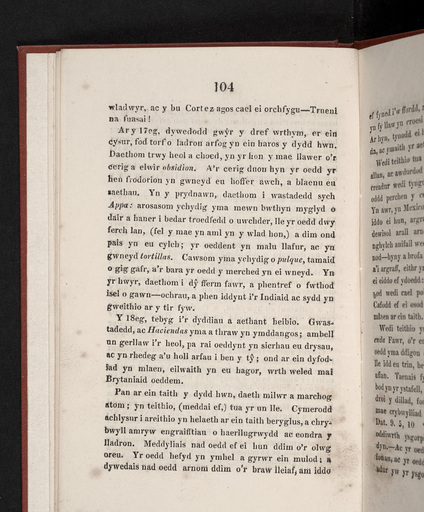 104
wladwyr, ac y bu Cortez agos cael ei orchfygu—Trueni
na fuasai!
Ar y 17eg, dywedodd gwŷr y dref wrthym, er ein
cysur, fod torf o ladron arfog yn ein haros y dydd hwn.
Daethom trwy heol a choed, yn yr hon y mae llawer o'r
cerig a elwir obsidion. A'r cerig duon hyn yr oedd yr
hen frodorion yn gwneyd eu hoffer awch, a blaenu eu
saethau. Yn y prydnawn, daethom i wastadedd sych
Appa: arosasom ychydig yma mewn bwthyn myglyd o
dair a haner i bedar troedfedd o uwchder, lle yr oedd dwy
ferch lan, (fel y mae yn aml yn y wlad hon,) a dim ond
pais yn eu cylch; yr oeddent yn malu llafur, ac yn
gwneyd tortillas. Cawsom yma ychydig o pulque, tamaid
o gig gafr, a'r bara yr oedd y merched yn ei wneyd. Yn
yr hwyr, daethom i dŷ fferm fawr, a phentref o fwthod
isel o gawn—ochrau, a phen iddynt i'r Indiaid ac sydd yn
gweithio ar y tir fyw.
Y 18eg, tebyg i'r dyddiau a aethant heibio. Gwas-
tadedd, ac Haciendas yma a thraw yn ymddangos; ambell
un gerllaw i'r heol, pa rai oeddynt yn sicrhau eu drysau,
ac yn rhedeg a'u holl arfau i ben y tŷ; ond ar ein dyfod-
iad yn mlaen, eilwaith yn eu hagor, wrth weled mai
Brytaniaid oeddem.
Pan ar ein taith y dydd hwn, daeth milwr a marchog
atom; yn teithio, (meddai ef,) tua yr un lle. Cymerodd
achlysur i areithio yn helaeth ar ein taith beryglus, a chry-
bwyll amryw engraifftiau o haerllugrwydd ac eondra y
lladron. Meddyliais nad oedd ef ei hun ddim o'r olwg
oreu. Yr oedd hefyd yn ymhel a gyrwr ein mulod; a
dywedais nad oedd arnom ddim o'r braw lleiaf, am iddo